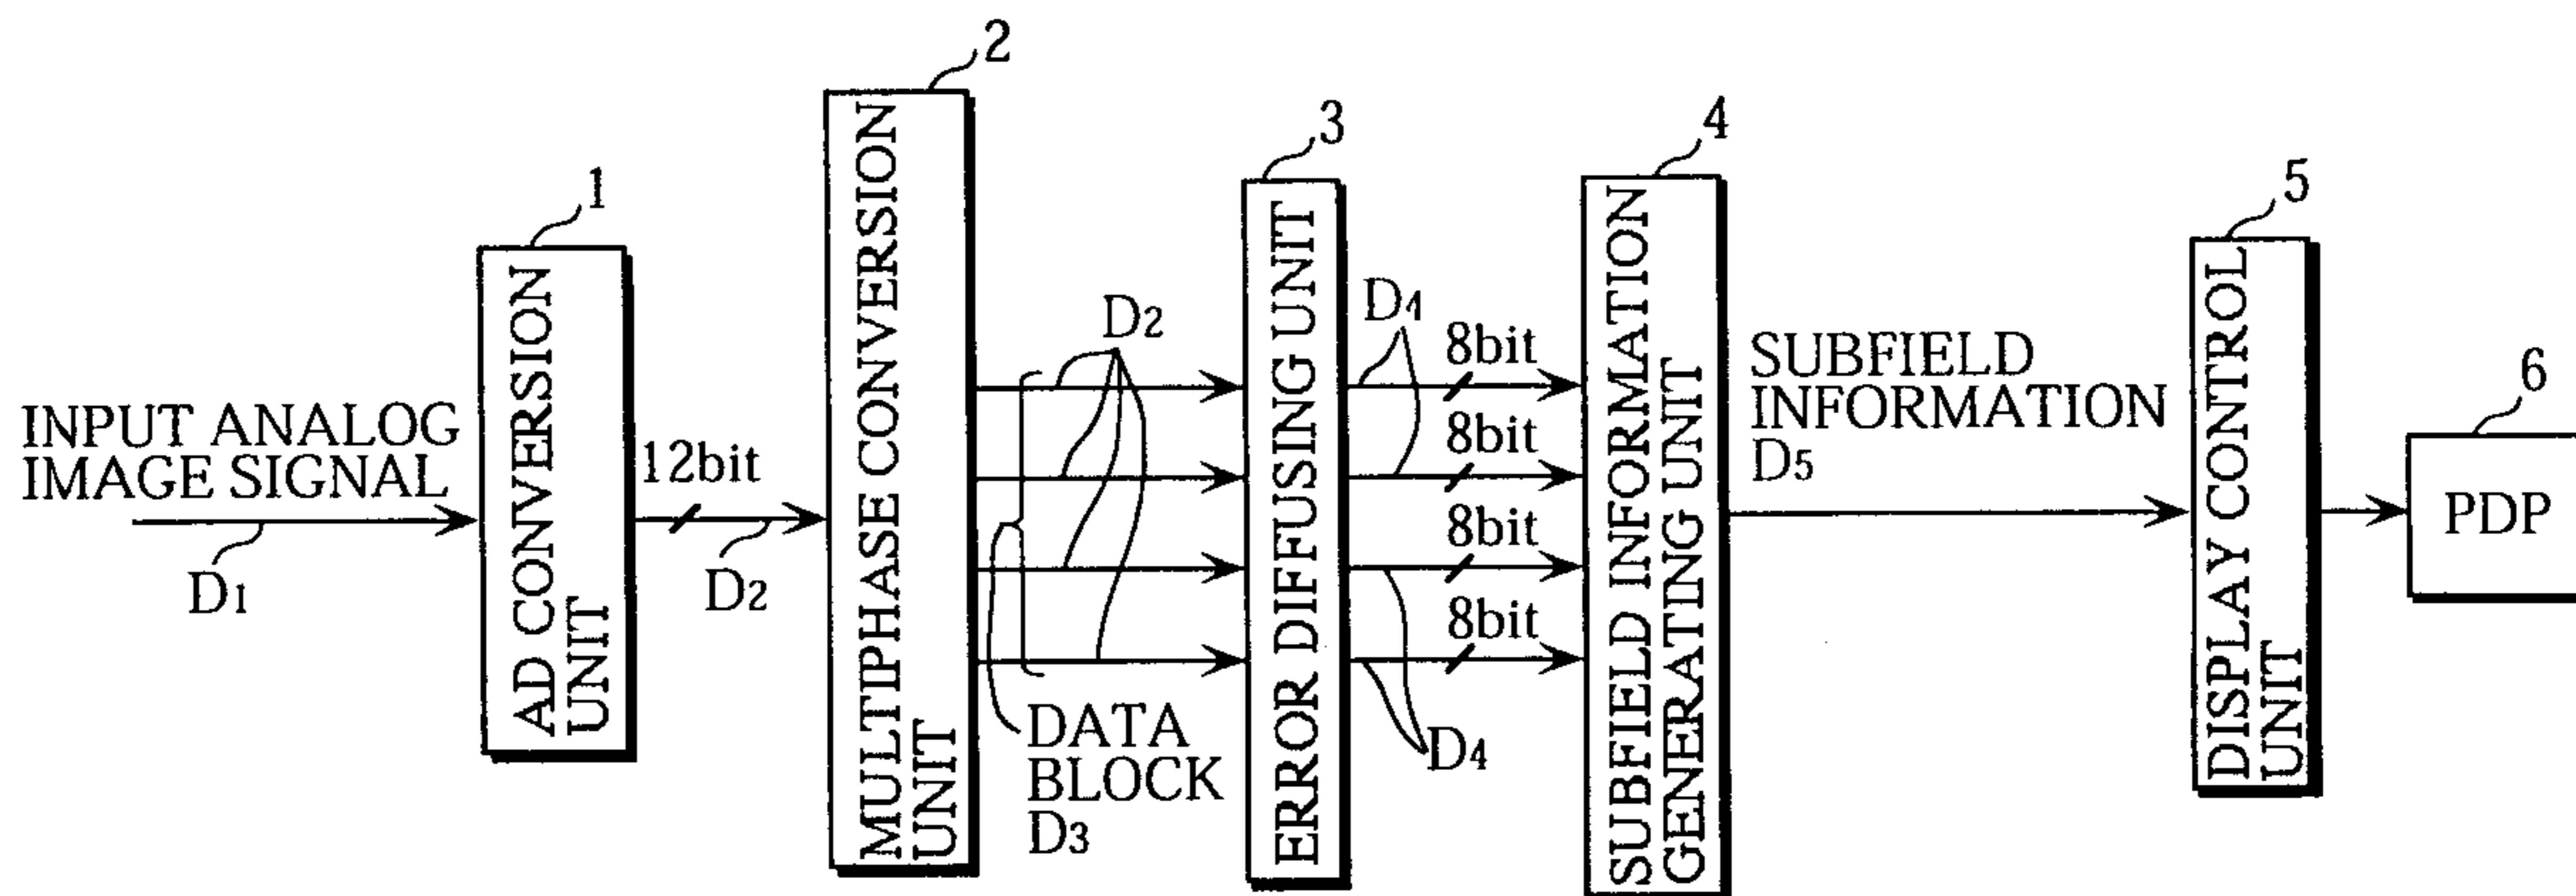 1
2
3
4
5
6
INPUT ANALOG
IMAGE SIGNAL
D1
AD CONVERSION
UNIT
12bit
D2
MULTIPHASE CONVERSION
UNIT
D2
DATA
BLOCK
D3
ERROR DIFFUSING UNIT
D4
8bit
8bit
8bit
8bit
D4
SUBFIELD INFORMATION
GENERATING UNIT
SUBFIELD
INFORMATION
D5
DISPLAY CONTROL
UNIT
PDP